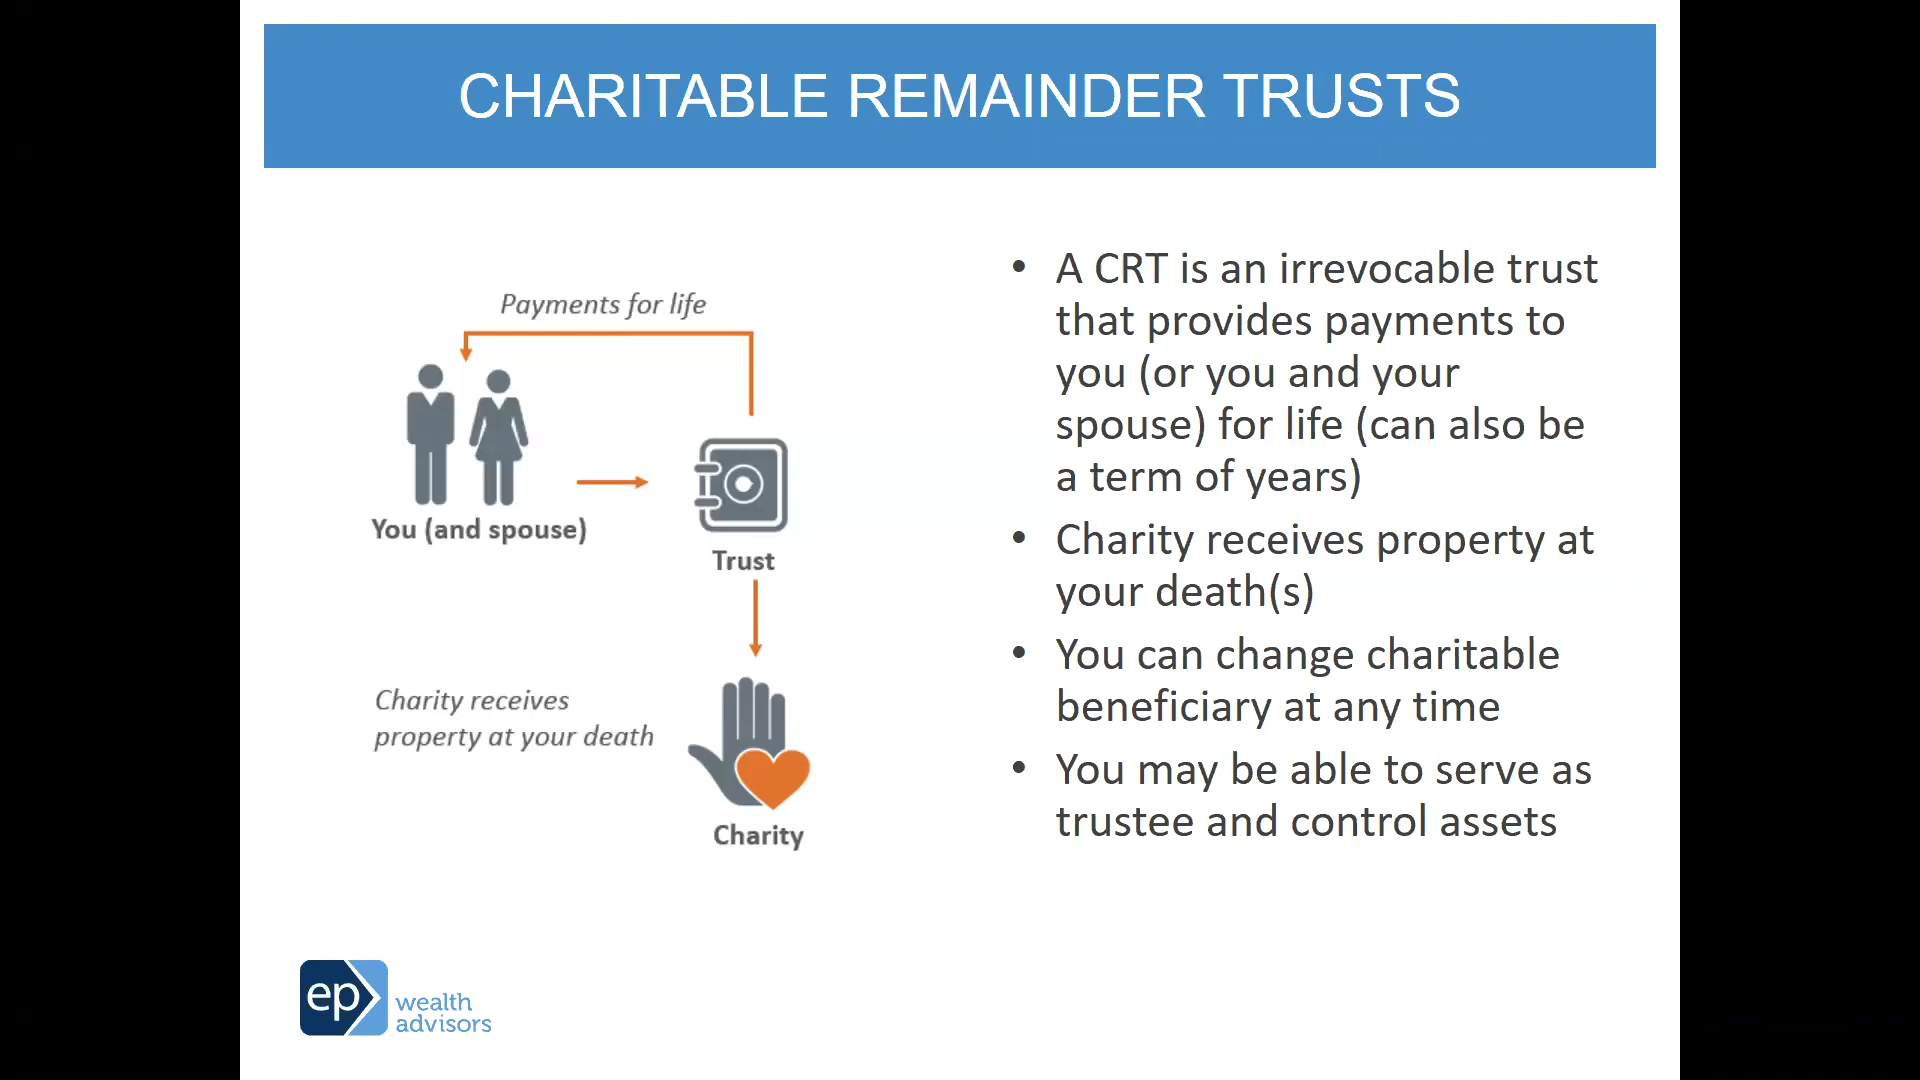 CHARITABLE REMAINDER TRUSTS
Payments for life
You (and spouse)
Trust
Charity receives
property at your death
Charity
• A CRT is an irrevocable trust
that provides payments to
you (or you and your
spouse) for life (can also be
a term of years)
• Charity receives property at
your death(s)
• You can change charitable
beneficiary at any time
• You may be able to serve as
trustee and control assets
ep
wealth
advisors